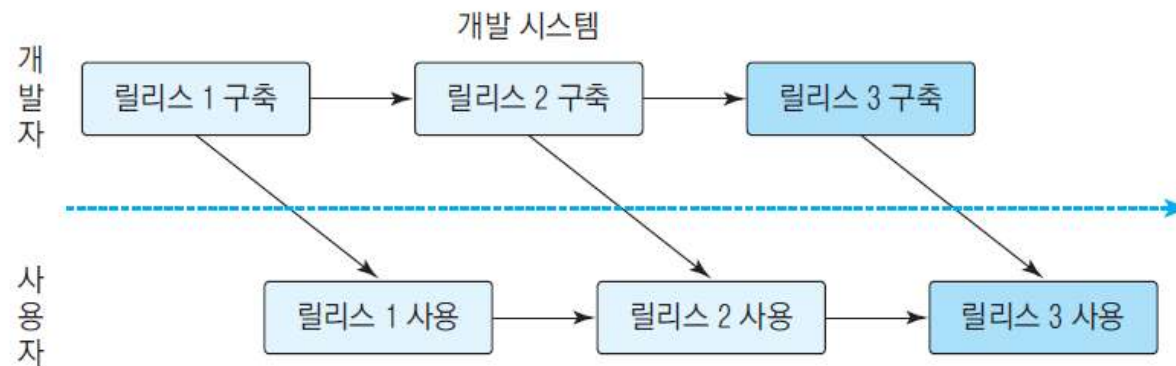 개발 시스템
개발자
릴리스 1 구축
릴리스 2 구축
릴리스 3 구축
사용자
릴리스 1 사용
릴리스 2 사용
릴리스 3 사용